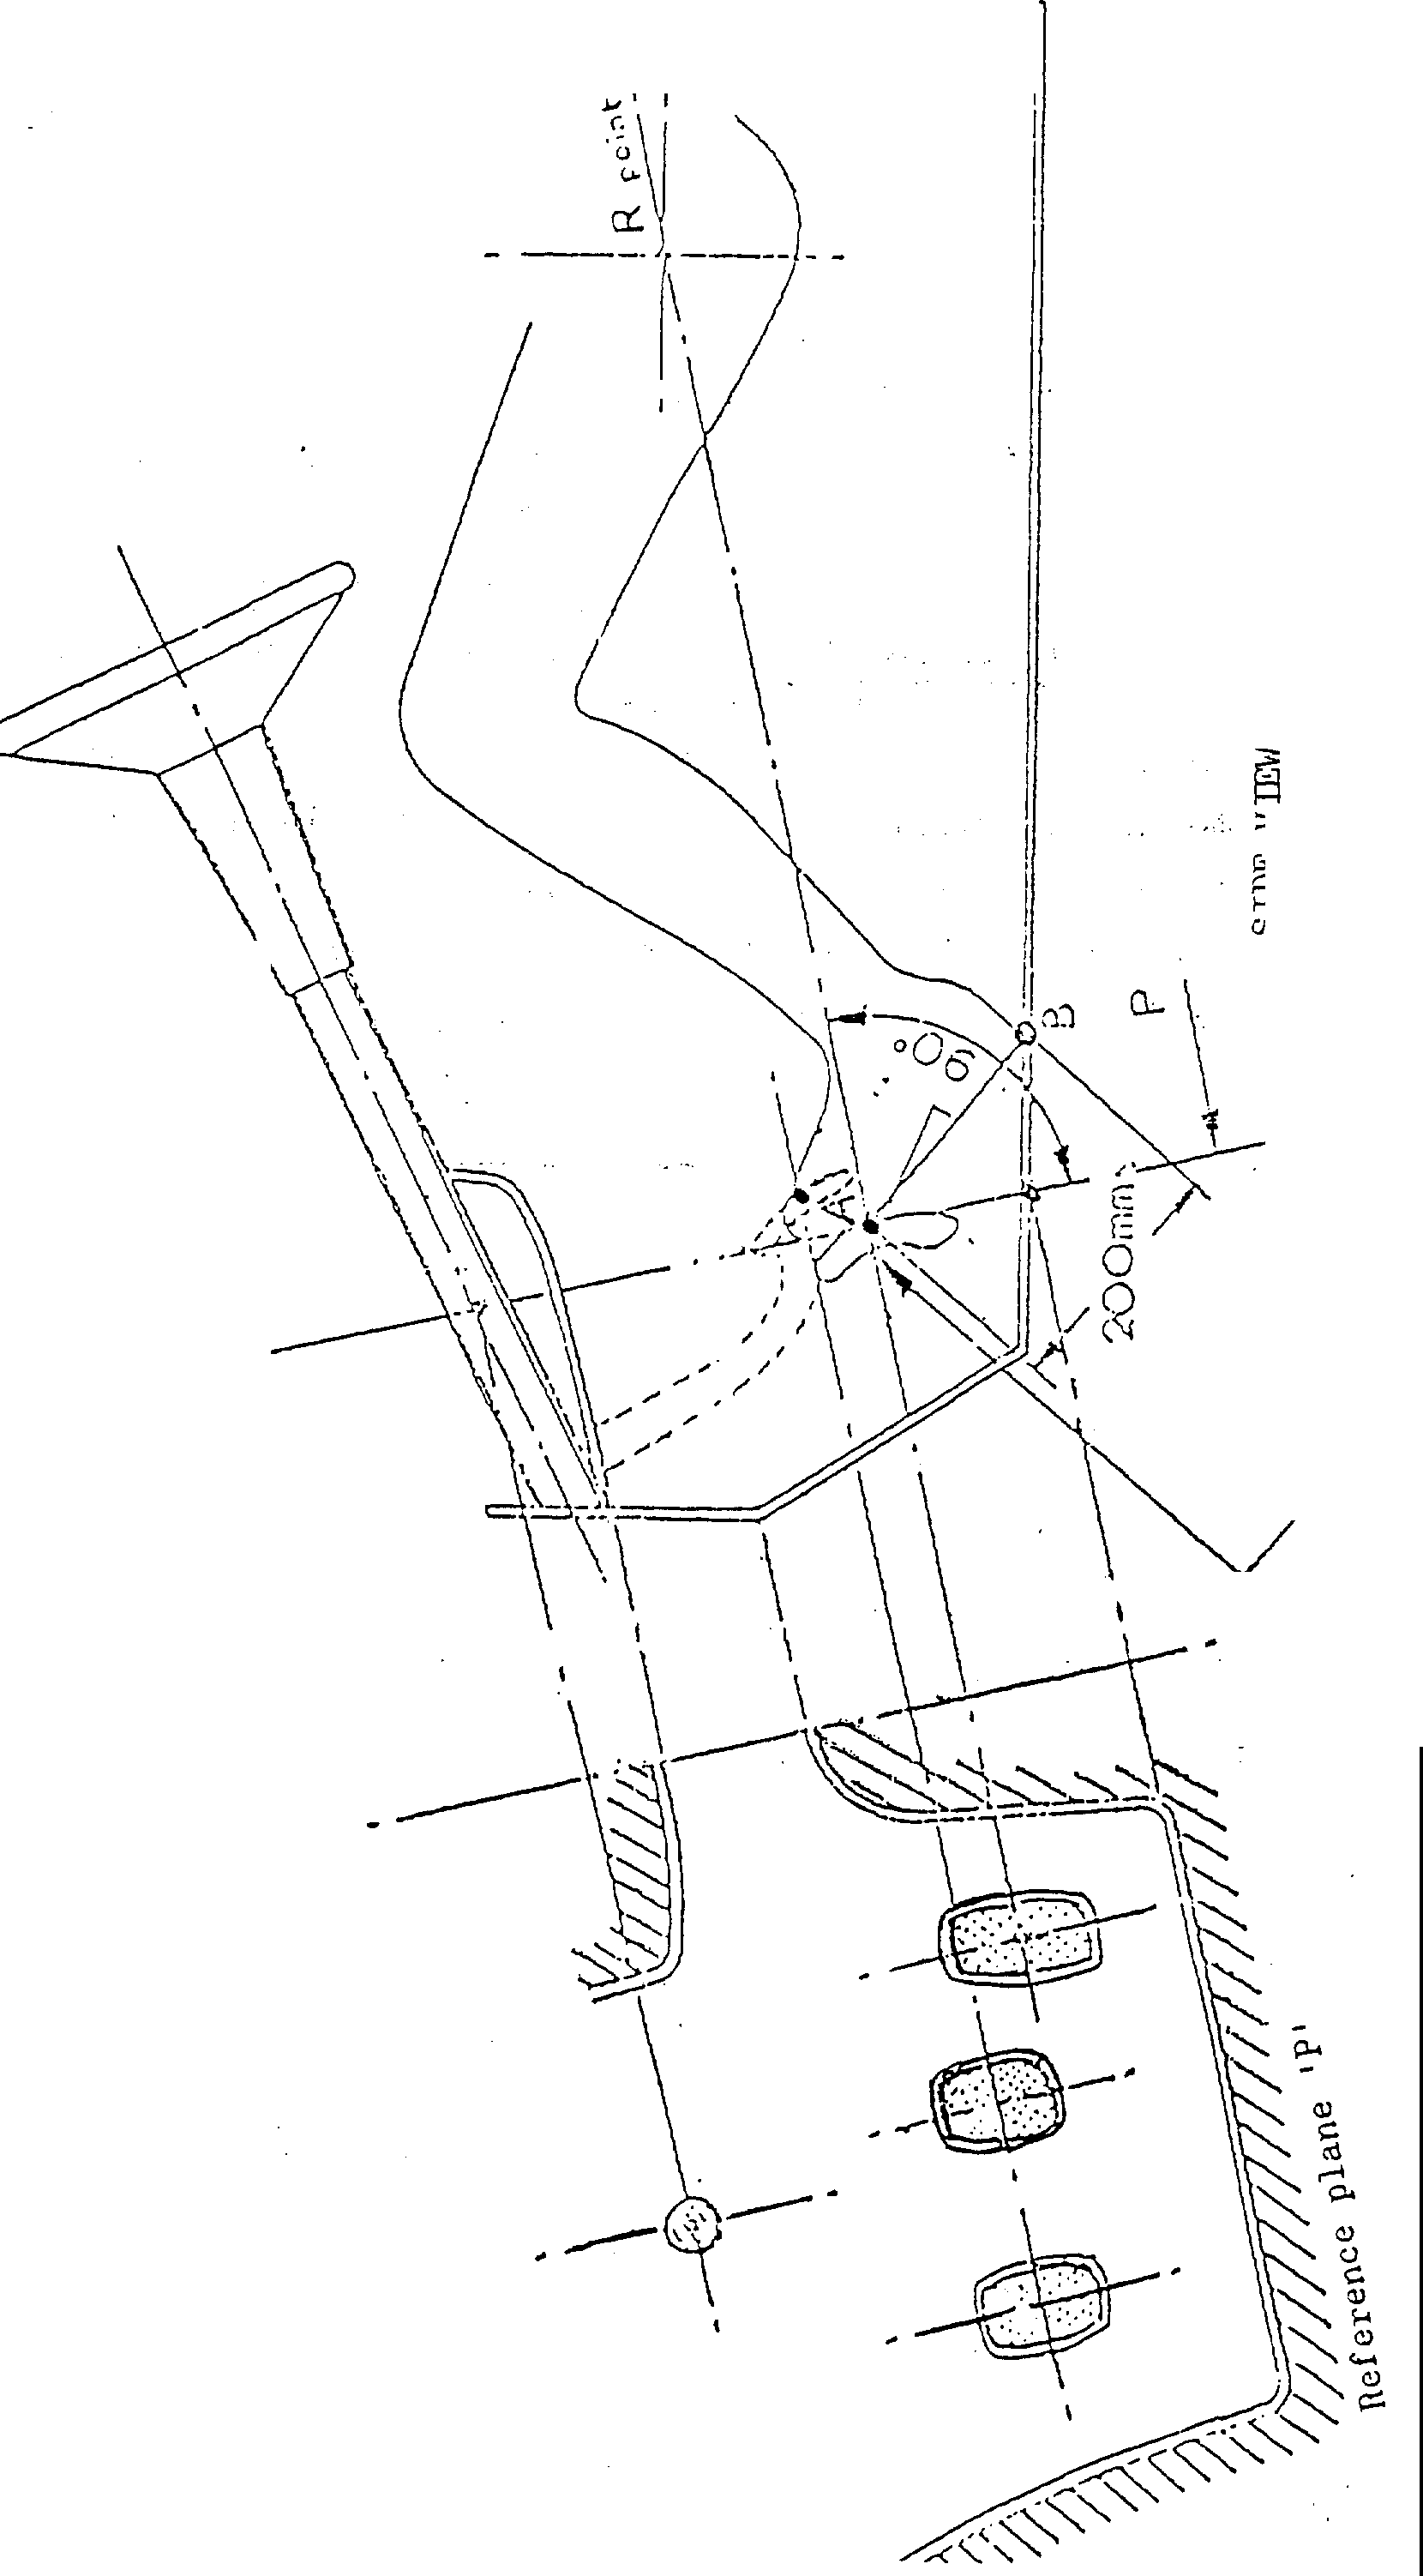 R Point
A
90°
B
P
200mm
Reference plane 'P'